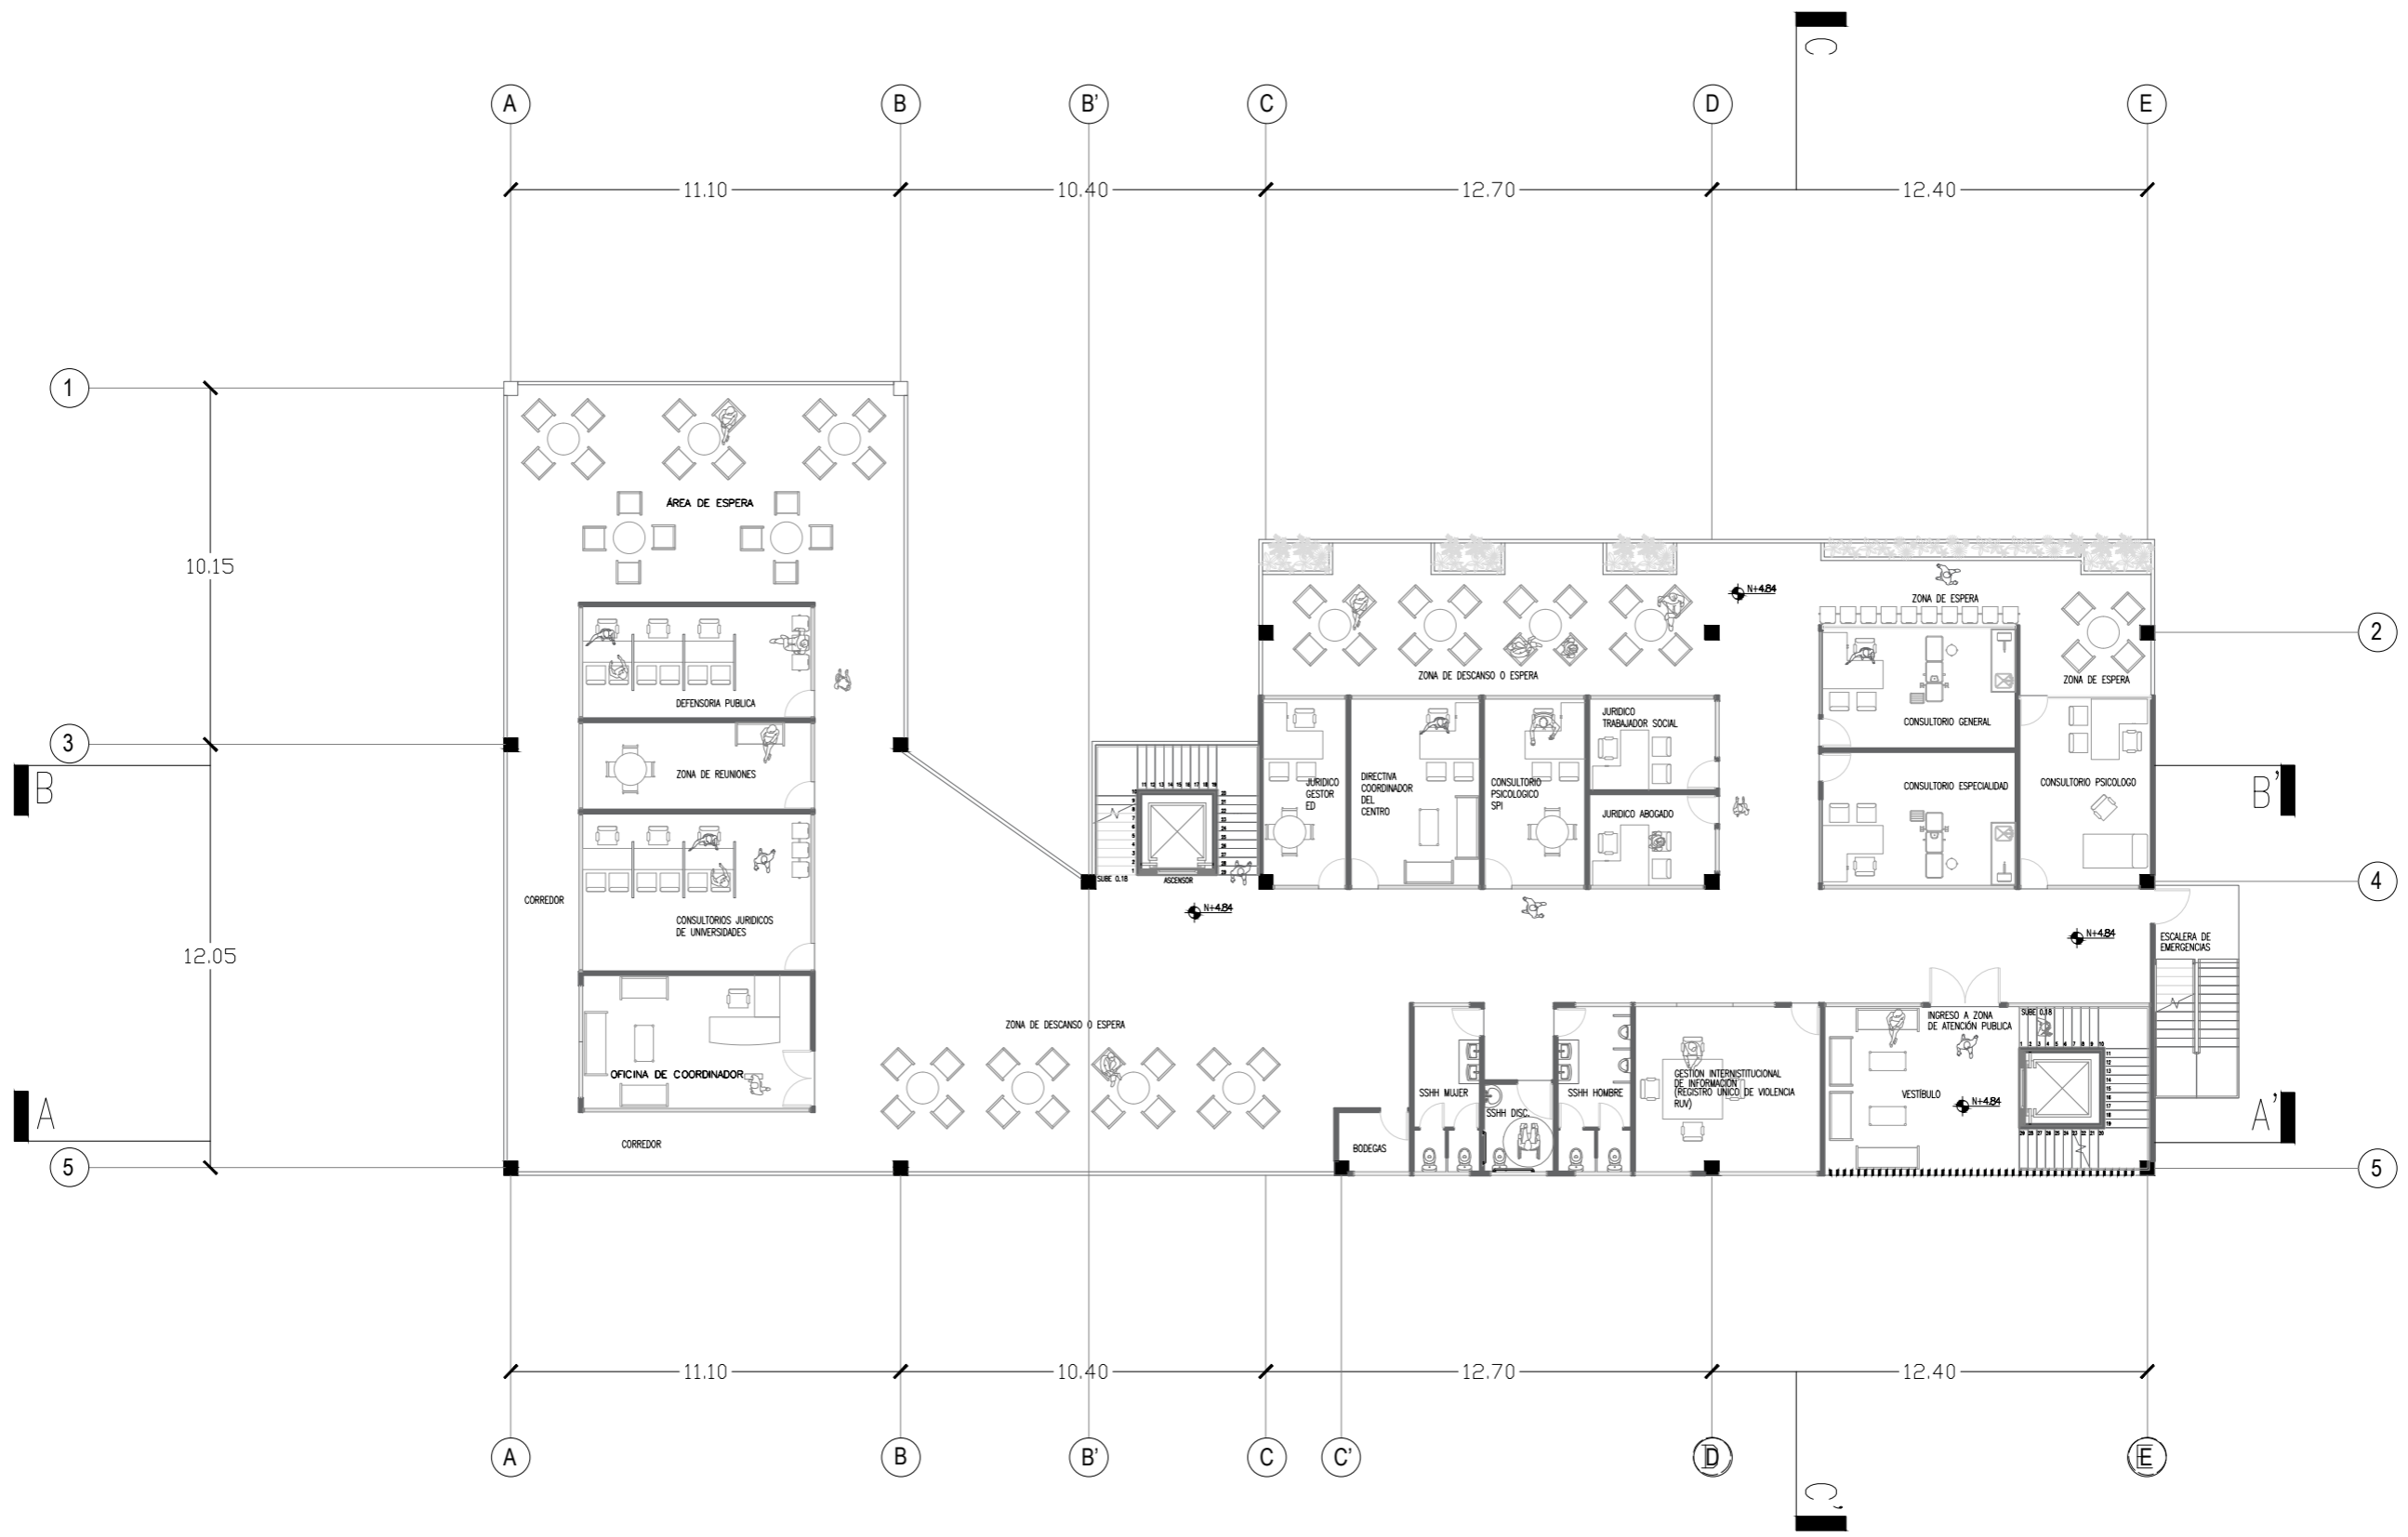 C
A
B
B'
C
D
E
11.10
10.40
12.70
12.40
1
ÁREA DE ESPERA
10.15
N+4.84
ZONA DE ESPERA
2
ZONA DE DESCANSO O ESPERA
ZONA DE ESPERA
DEFENSORIA PUBLICA
JURIDICO
TRABAJADOR SOCIAL
CONSULTORIO GENERAL
3
ZONA DE REUNIONES
JURIDICO
GESTOR
ED
DIRECTIVA
COORDINADOR
DEL
CENTRO
CONSULTORIO
PSICOLOGICO
SPI
CONSULTORIO ESPECIALIDAD
CONSULTORIO PSICOLOGO
B
B'
JURIDICO ABOGADO
SUBE 0.18
ASCENSOR
4
CORREDOR
N+4.84
CONSULTORIOS JURIDICOS
DE UNIVERSIDADES
N+4.84
ESCALERA DE
EMERGENCIAS
12.05
ZONA DE DESCANSO O ESPERA
INGRESO A ZONA
DE ATENCIÓN PUBLICA
SUBE 0.18
OFICINA DE COORDINADOR
SSHH MUJER
SSHH DISC.
SSHH HOMBRE
GESTION INTERNISTITUCIONAL
DE INFORMACIÓN
(REGISTRO UNICO DE VIOLENCIA
RUV)
VESTÍBULO
N+4.84
A
A'
CORREDOR
BODEGAS
5
5
11.10
10.40
12.70
12.40
A
B
B'
C
C'
D
E
C'